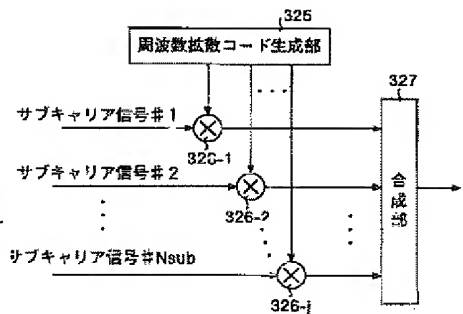 325
周波数拡散コード生成部
327
サブキャリア信号#1
326-1
サブキャリア信号#2
326-2
合成部
サブキャリア信号#Nsub
326-j